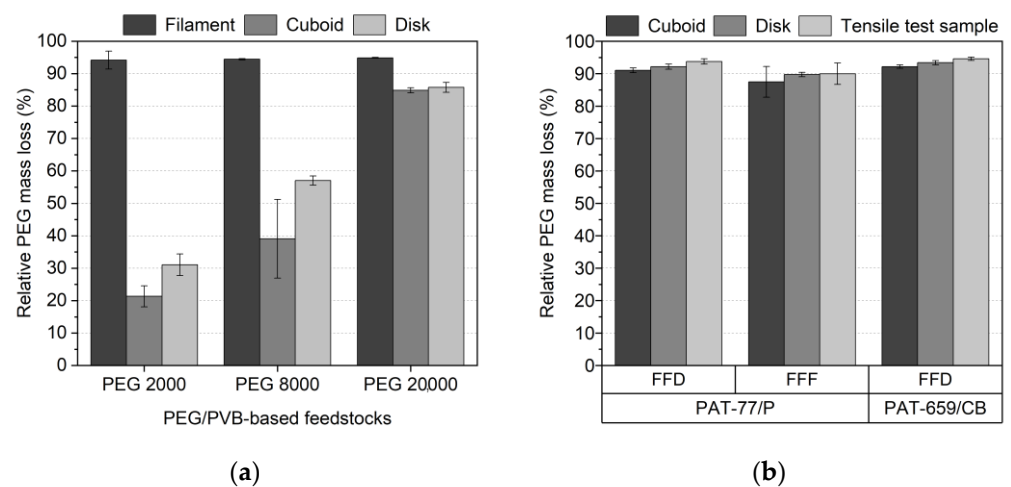 Filament Cuboid Disk
100
90
80
70
60
50
40
30
20
10
0
Relative PEG mass loss (%)
PEG 2000 PEG 8000 PEG 20000
PEG/PVB-based feedstocks
(a)
Cuboid Disk Tensile test sample
100
90
80
70
60
50
40
30
20
10
0
Relative PEG mass loss (%)
FFD FFF FFD
PAT-77/P PAT-659/CB
(b)